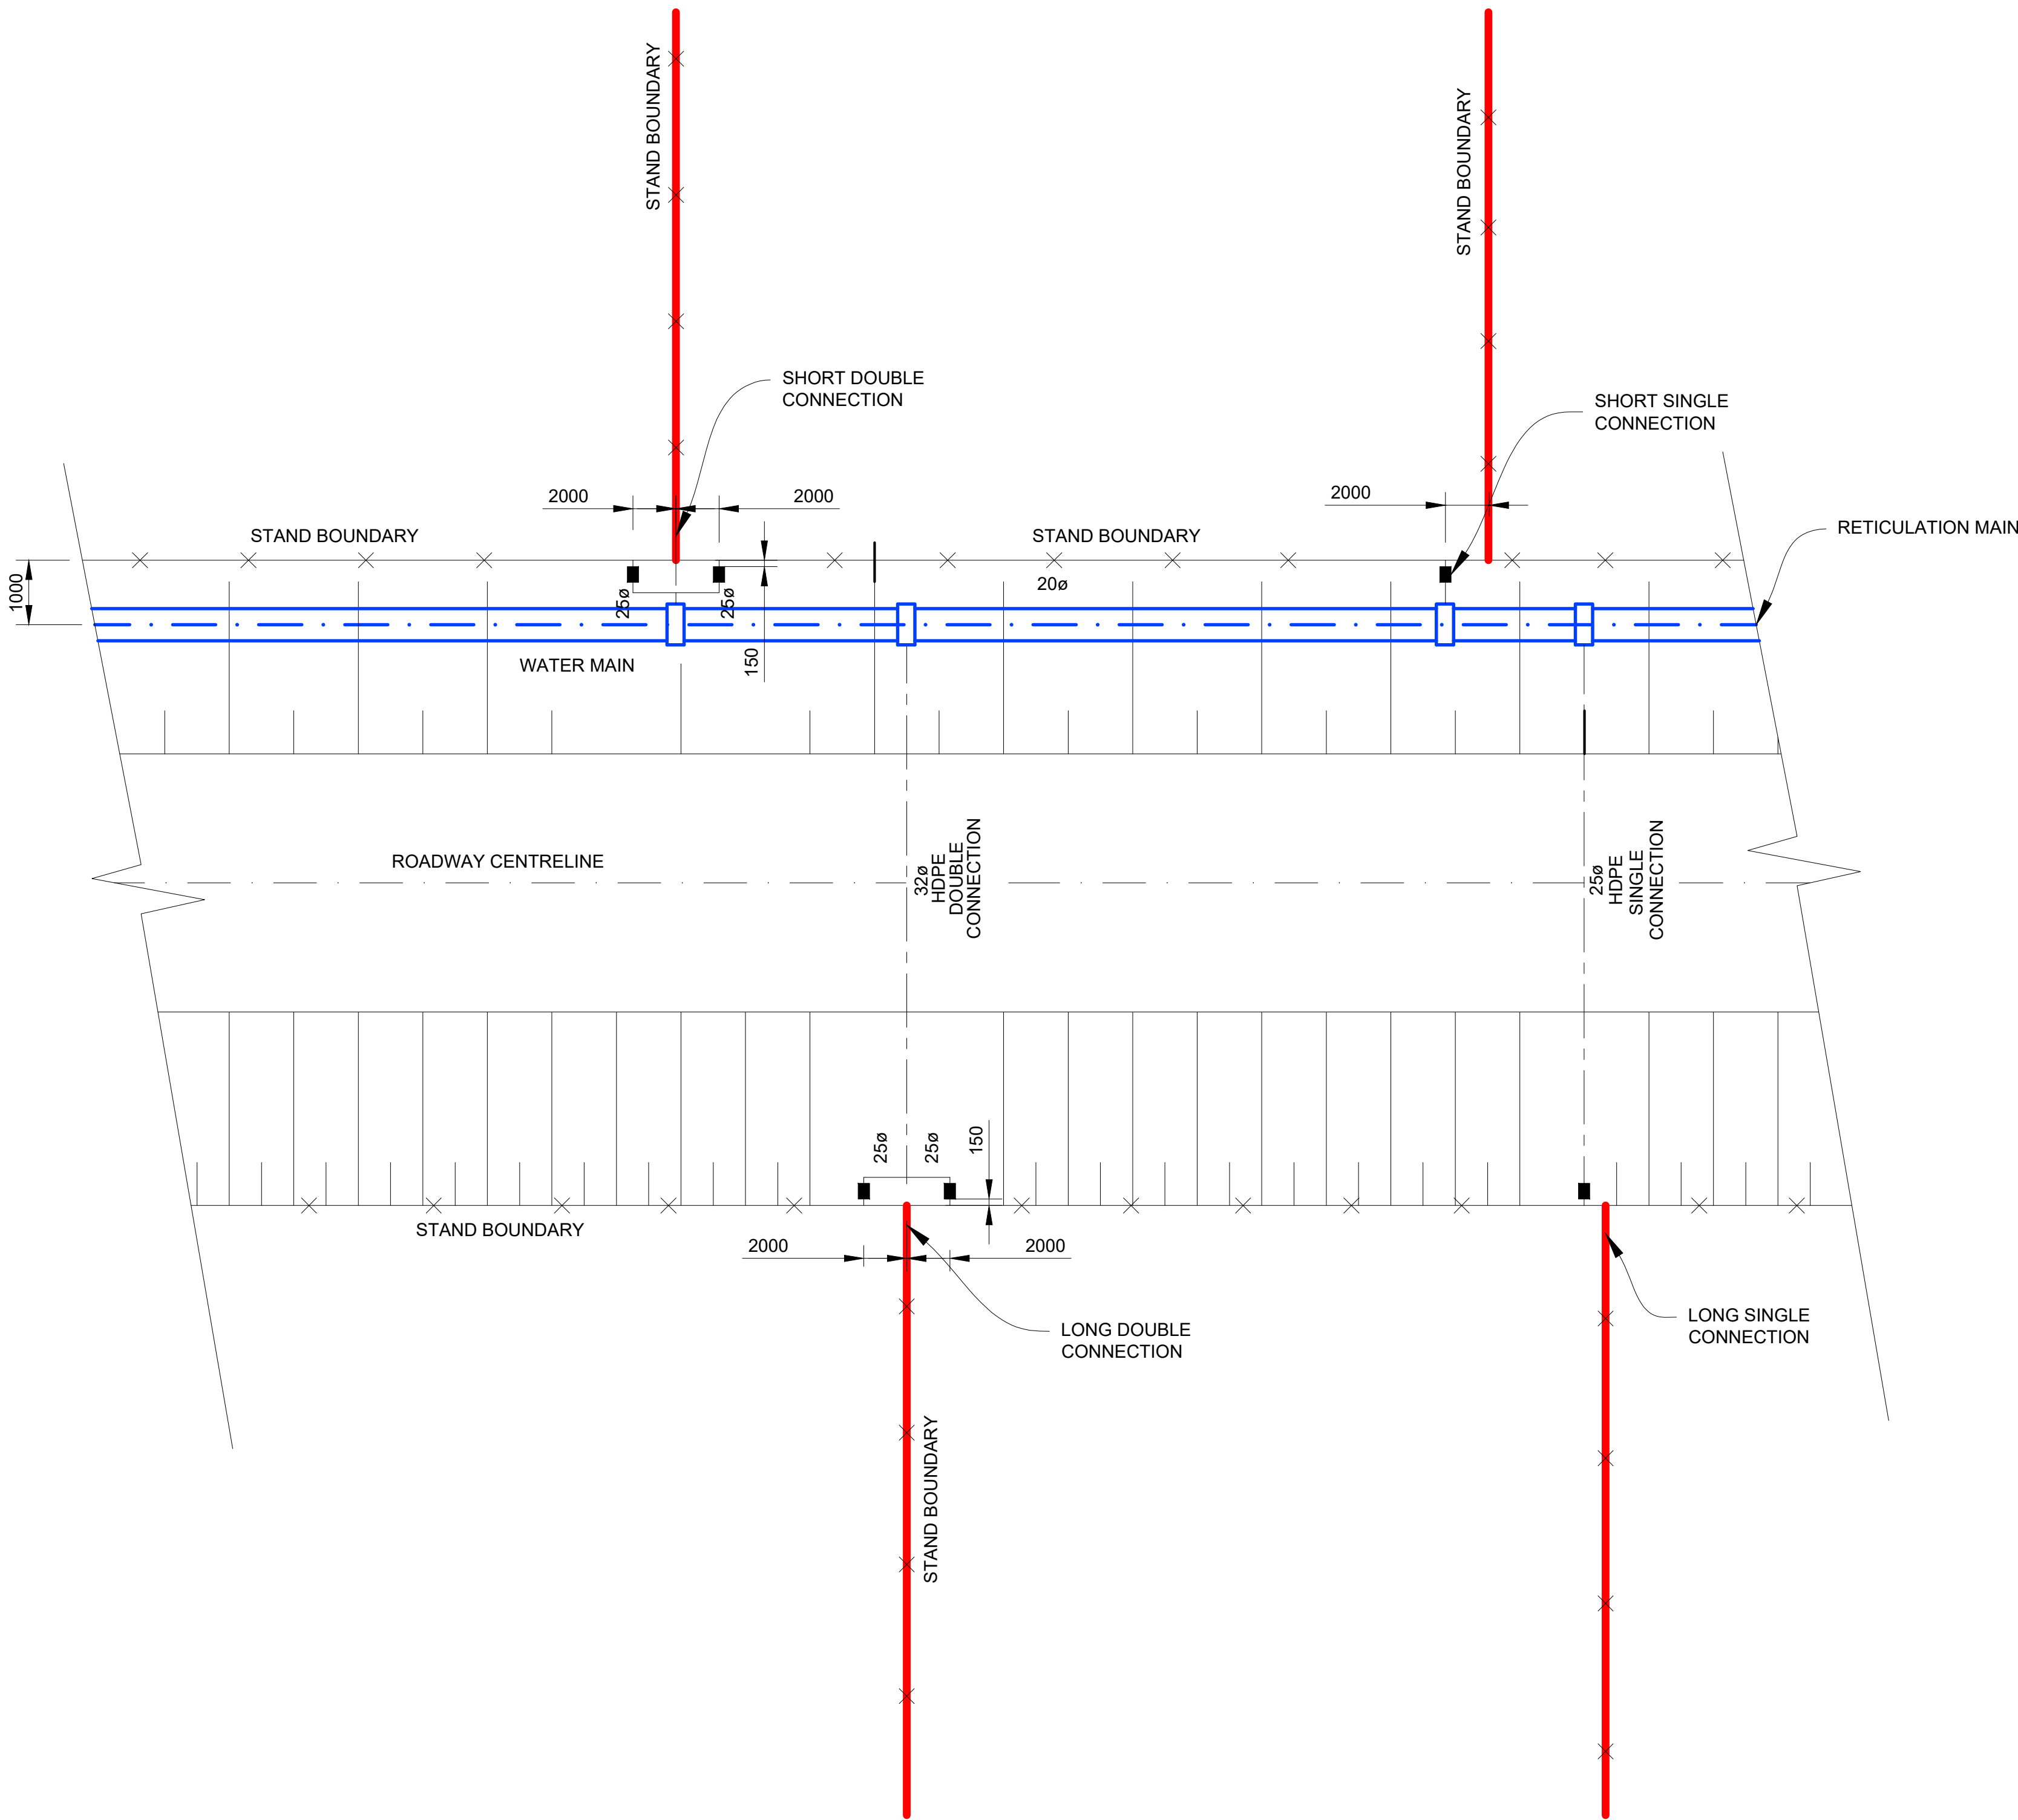 STAND BOUNDARY
STAND BOUNDARY
SHORT DOUBLE
CONNECTION
SHORT SINGLE
CONNECTION
2000
2000
2000
STAND BOUNDARY
STAND BOUNDARY
RETICULATION MAIN
1000
25ø
25ø
20ø
150
WATER MAIN
ROADWAY CENTRELINE
32ø
HDPE
DOUBLE
CONNECTION
25ø
HDPE
SINGLE
CONNECTION
25ø
25ø
150
STAND BOUNDARY
2000
2000
LONG DOUBLE
CONNECTION
LONG SINGLE
CONNECTION
STAND BOUNDARY